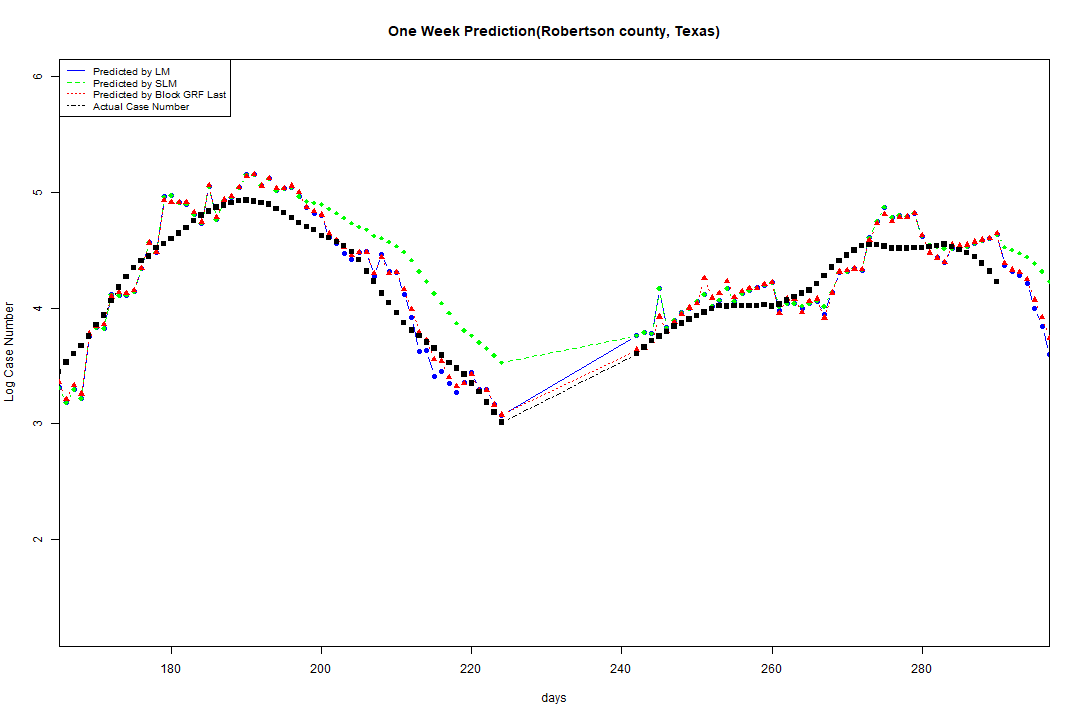 One Week Prediction(Robertson county, Texas)
Predicted by LM
Predicted by SLM
Predicted by Block GRF Last
Actual Case Number
6
5
4
3
2
Log Case Number
180 200 220 240 260 280
days